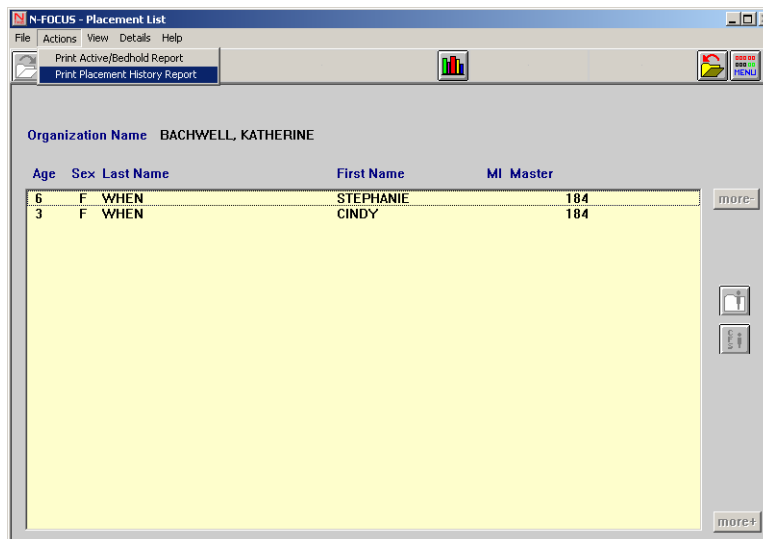 N-FOCUS - Placement List
File Actions View Details Help
Print Active/Bedhold Report
Print Placement History Report
MENU
Organization Name BACHWELL, KATHERINE
Age Sex Last Name First Name MI Master
6 F WHEN STEPHANIE 184
3 F WHEN CINDY 184
more-
more+